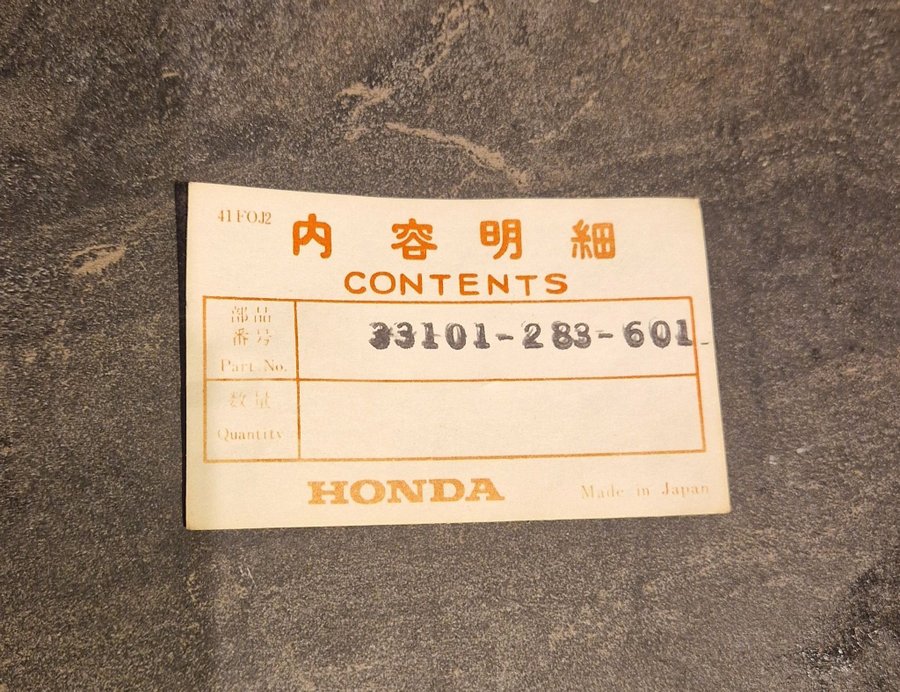 41FOJ2
内容明細
CONTENTS
部品
番号
Part. No.
33101-283-601
数量
Quantity
HONDA
Made in Japan